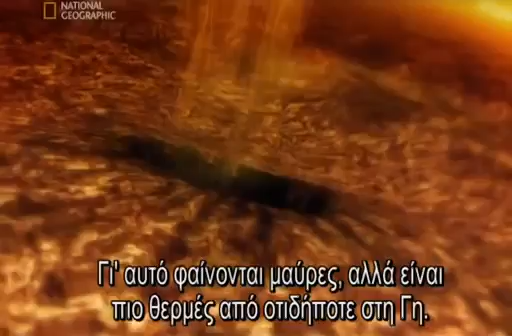 NATIONAL
GEOGRAPHIC
Γι' αυτό φαίνονται μαύρες, αλλά είναι
πιο θερμές από οτιδήποτε στη Γη.